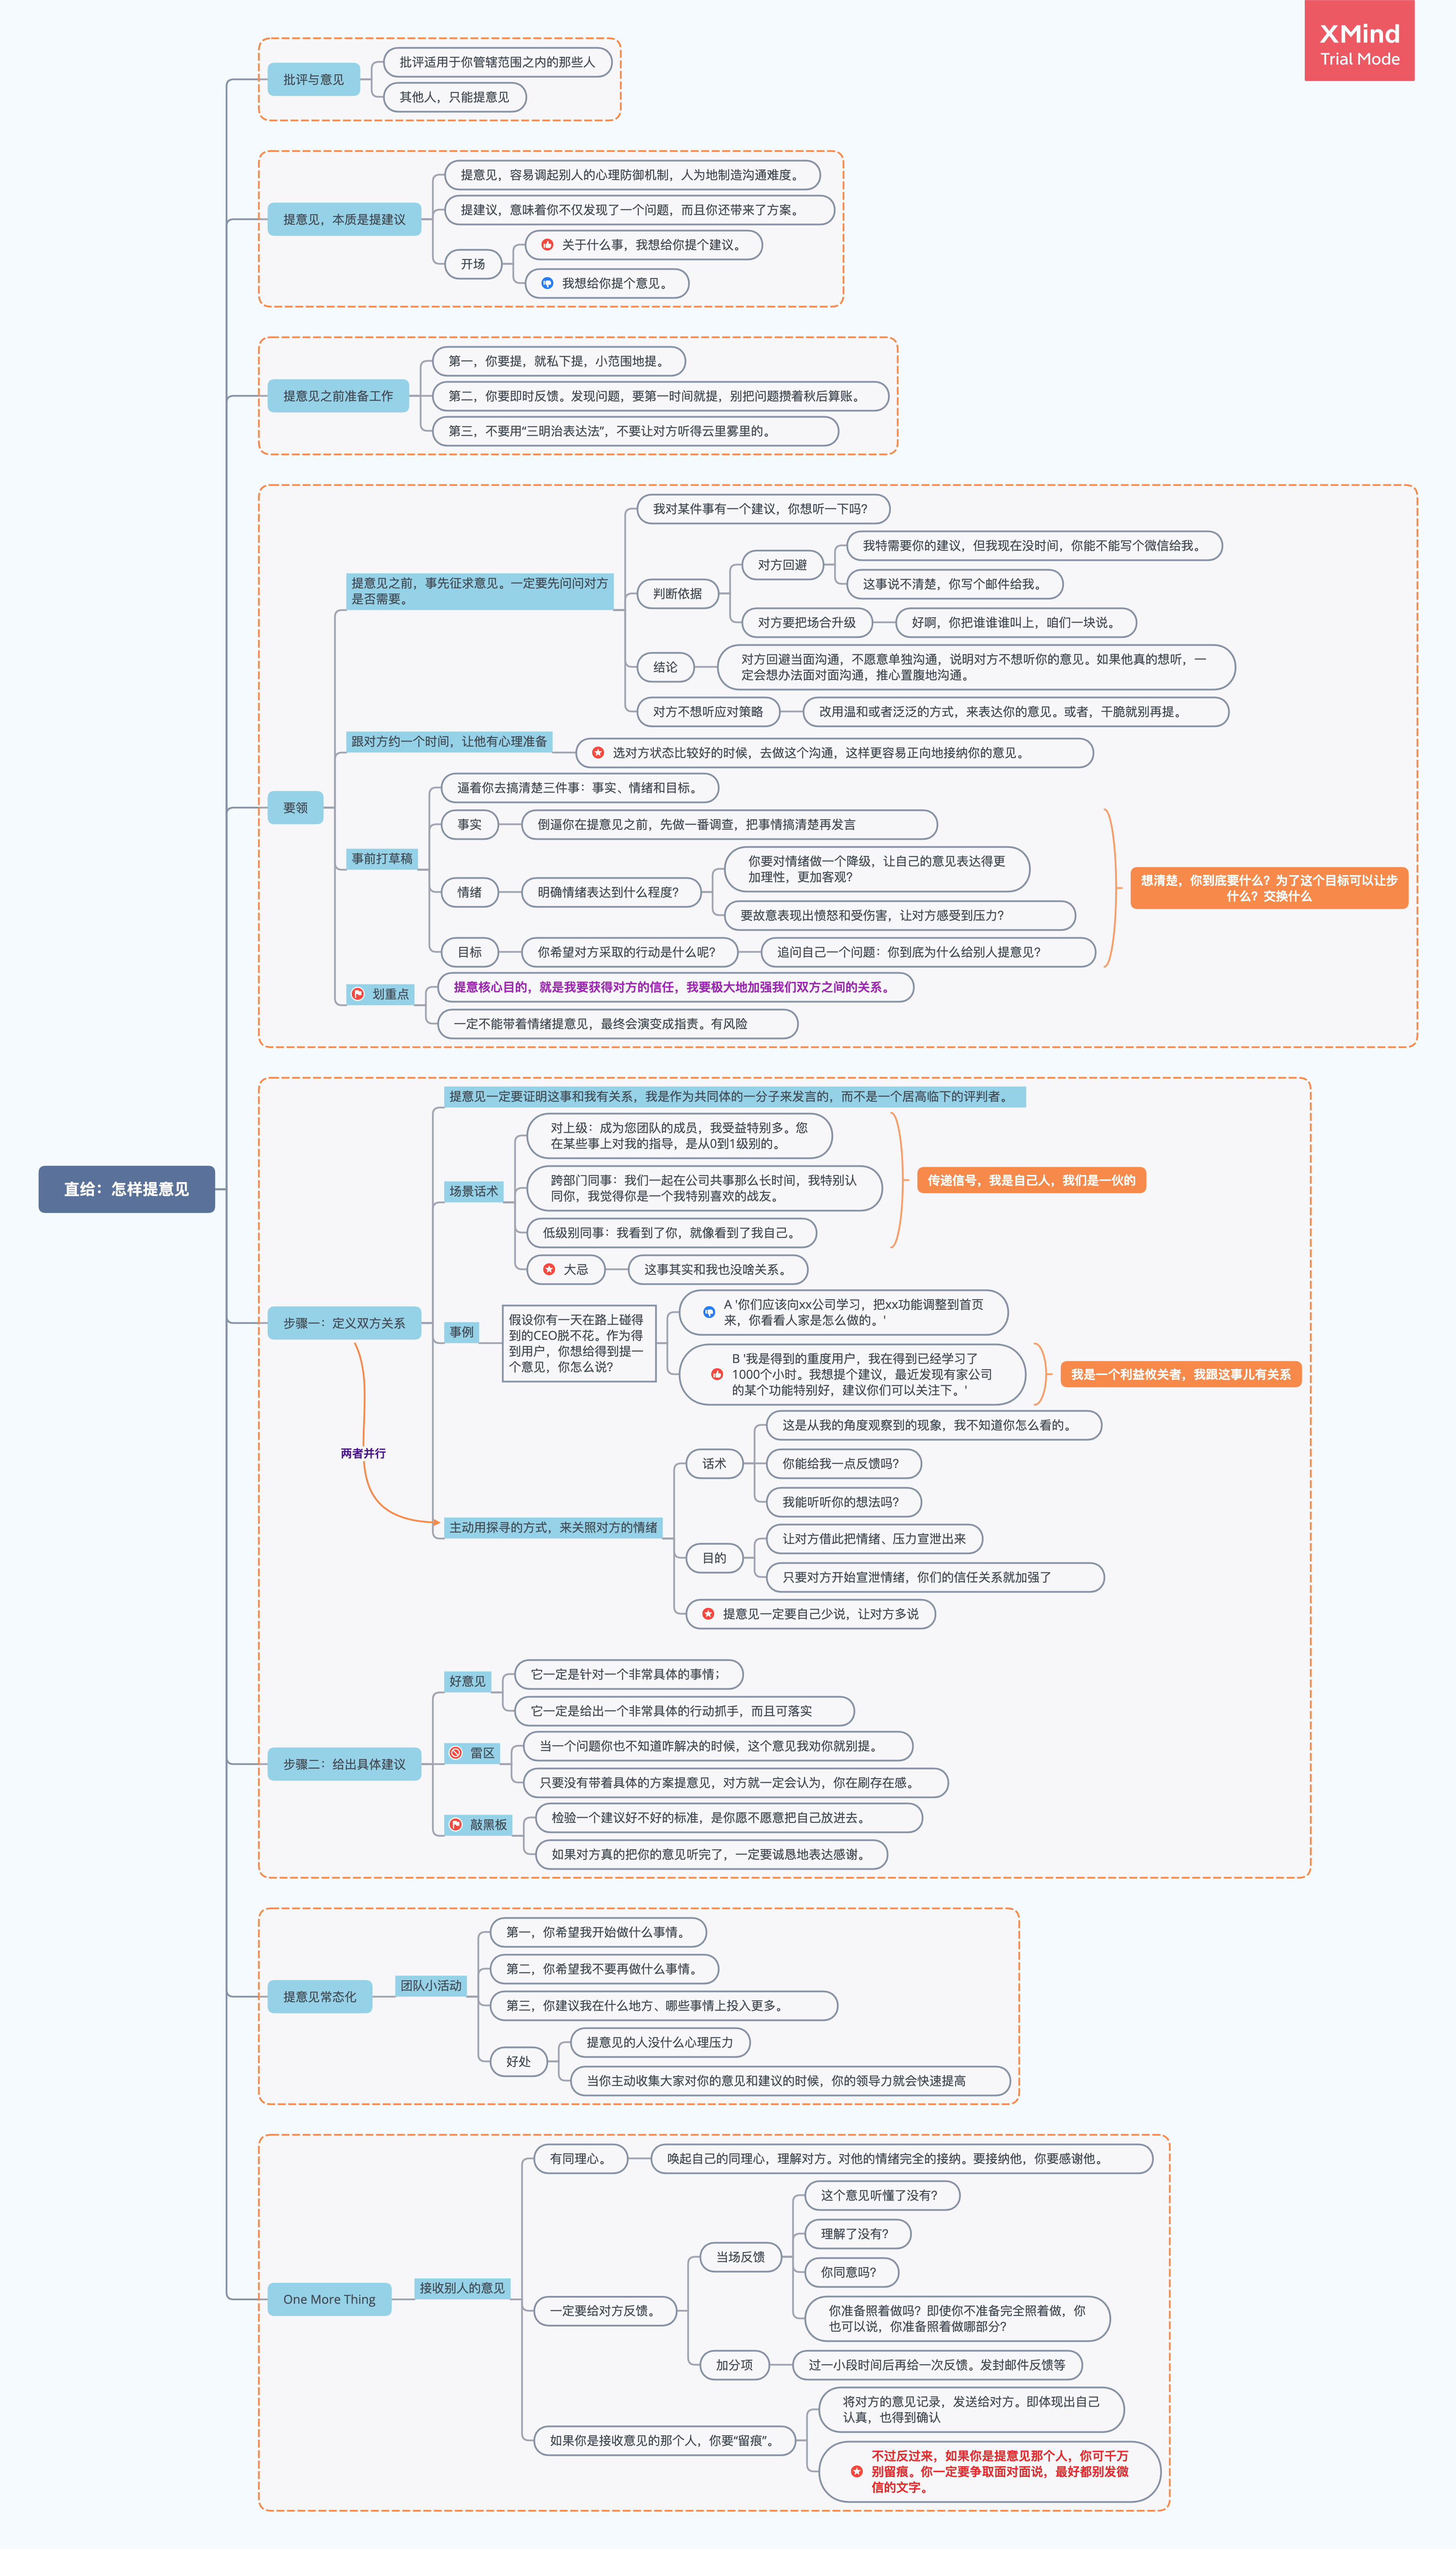 XMind
Trial Mode
批评与意见
批评适用于你管辖范围之内的那些人
其他人，只能提意见
提意见，本质是提建议
提意见，容易调起别人的心理防御机制，人为地制造沟通难度。
提建议，意味着你不仅发现了一个问题，而且你还带来了方案。
开场
关于什么事，我想给你提个建议。
我想给你提个意见。
提意见之前准备工作
第一，你要提，就私下提，小范围地提。
第二，你要即时反馈。发现问题，要第一时间就提，别把问题攒着秋后算账。
第三，不要用“三明治表达法”，不要让对方听得云里雾里的。
要领
提意见之前，事先征求意见。一定要先问问对方
是否需要。
我对某件事有一个建议，你想听一下吗？
判断依据
对方回避
我特需要你的建议，但我现在没时间，你能不能写个微信给我。
这事说不清楚，你写个邮件给我。
对方要把场合升级
好啊，你把谁谁谁叫上，咱们一块说。
结论
对方回避当面沟通，不愿意单独沟通，说明对方不想听你的意见。如果他真的想听，一
定会想办法面对面沟通，推心置腹地沟通。
对方不想听应对策略
改用温和或者泛泛的方式，来表达你的意见。或者，干脆就别再提。
跟对方约一个时间，让他有心理准备
选对方状态比较好的时候，去做这个沟通，这样更容易正向地接纳你的意见。
事前打草稿
逼着你去搞清楚三件事：事实、情绪和目标。
事实
倒逼你在提意见之前，先做一番调查，把事情搞清楚再发言
情绪
明确情绪表达到什么程度？
你要对情绪做一个降级，让自己的意见表达得更
加理性，更加客观？
要故意表现出愤怒和受伤害，让对方感受到压力？
目标
你希望对方采取的行动是什么呢？
追问自己一个问题：你到底为什么给别人提意见？
想清楚，你到底要什么？为了这个目标可以让步
什么？交换什么
划重点
提意核心目的，就是我要获得对方的信任，我要极大地加强我们双方之间的关系。
一定不能带着情绪提意见，最终会演变成指责。有风险
直给：怎样提意见
步骤一：定义双方关系
提意见一定要证明这事和我有关系，我是作为共同体的一分子来发言的，而不是一个居高临下的评判者。
场景话术
对上级：成为您团队的成员，我受益特别多。您
在某些事上对我的指导，是从0到1级别的。
跨部门同事：我们一起在公司共事那么长时间，我特别认
同你，我觉得你是一个我特别喜欢的战友。
低级别同事：我看到了你，就像看到了我自己。
传递信号，我是自己人，我们是一伙的
大忌
这事其实和我也没啥关系。
事例
假设你有一天在路上碰得
到的CEO脱不花。作为得
到用户，你想给得到提一
个意见，你怎么说？
A '你们应该向xx公司学习，把xx功能调整到首页
来，你看看人家是怎么做的。'
B '我是得到的重度用户，我在得到已经学习了
1000个小时。我想提个建议，最近发现有家公司
的某个功能特别好，建议你们可以关注下。'
我是一个利益攸关者，我跟这事儿有关系
两者并行
主动用探寻的方式，来关照对方的情绪
话术
这是从我的角度观察到的现象，我不知道你怎么看的。
你能给我一点反馈吗？
我能听听你的想法吗？
目的
让对方借此把情绪、压力宣泄出来
只要对方开始宣泄情绪，你们的信任关系就加强了
提意见一定要自己少说，让对方多说
步骤二：给出具体建议
好意见
它一定是针对一个非常具体的事情；
它一定是给出一个非常具体的行动抓手，而且可落实
雷区
当一个问题你也不知道咋解决的时候，这个意见我劝你就别提。
只要没有带着具体的方案提意见，对方就一定会认为，你在刷存在感。
敲黑板
检验一个建议好不好的标准，是你愿不愿意把自己放进去。
如果对方真的把你的意见听完了，一定要诚恳地表达感谢。
提意见常态化
团队小活动
第一，你希望我开始做什么事情。
第二，你希望我不要再做什么事情。
第三，你建议我在什么地方、哪些事情上投入更多。
好处
提意见的人没什么心理压力
当你主动收集大家对你的意见和建议的时候，你的领导力就会快速提高
One More Thing
接收别人的意见
有同理心。
唤起自己的同理心，理解对方。对他的情绪完全的接纳。要接纳他，你要感谢他。
一定要给对方反馈。
当场反馈
这个意见听懂了没有？
理解了没有？
你同意吗？
你准备照着做吗？即使你不准备完全照着做，你
也可以说，你准备照着做哪部分？
加分项
过一小段时间后再给一次反馈。发封邮件反馈等
如果你是接收意见的那个人，你要“留痕”。
将对方的意见记录，发送给对方。即体现出自己
认真，也得到确认
不过反过来，如果你是提意见那个人，你可千万
别留痕。你一定要争取面对面说，最好都别发微
信的文字。